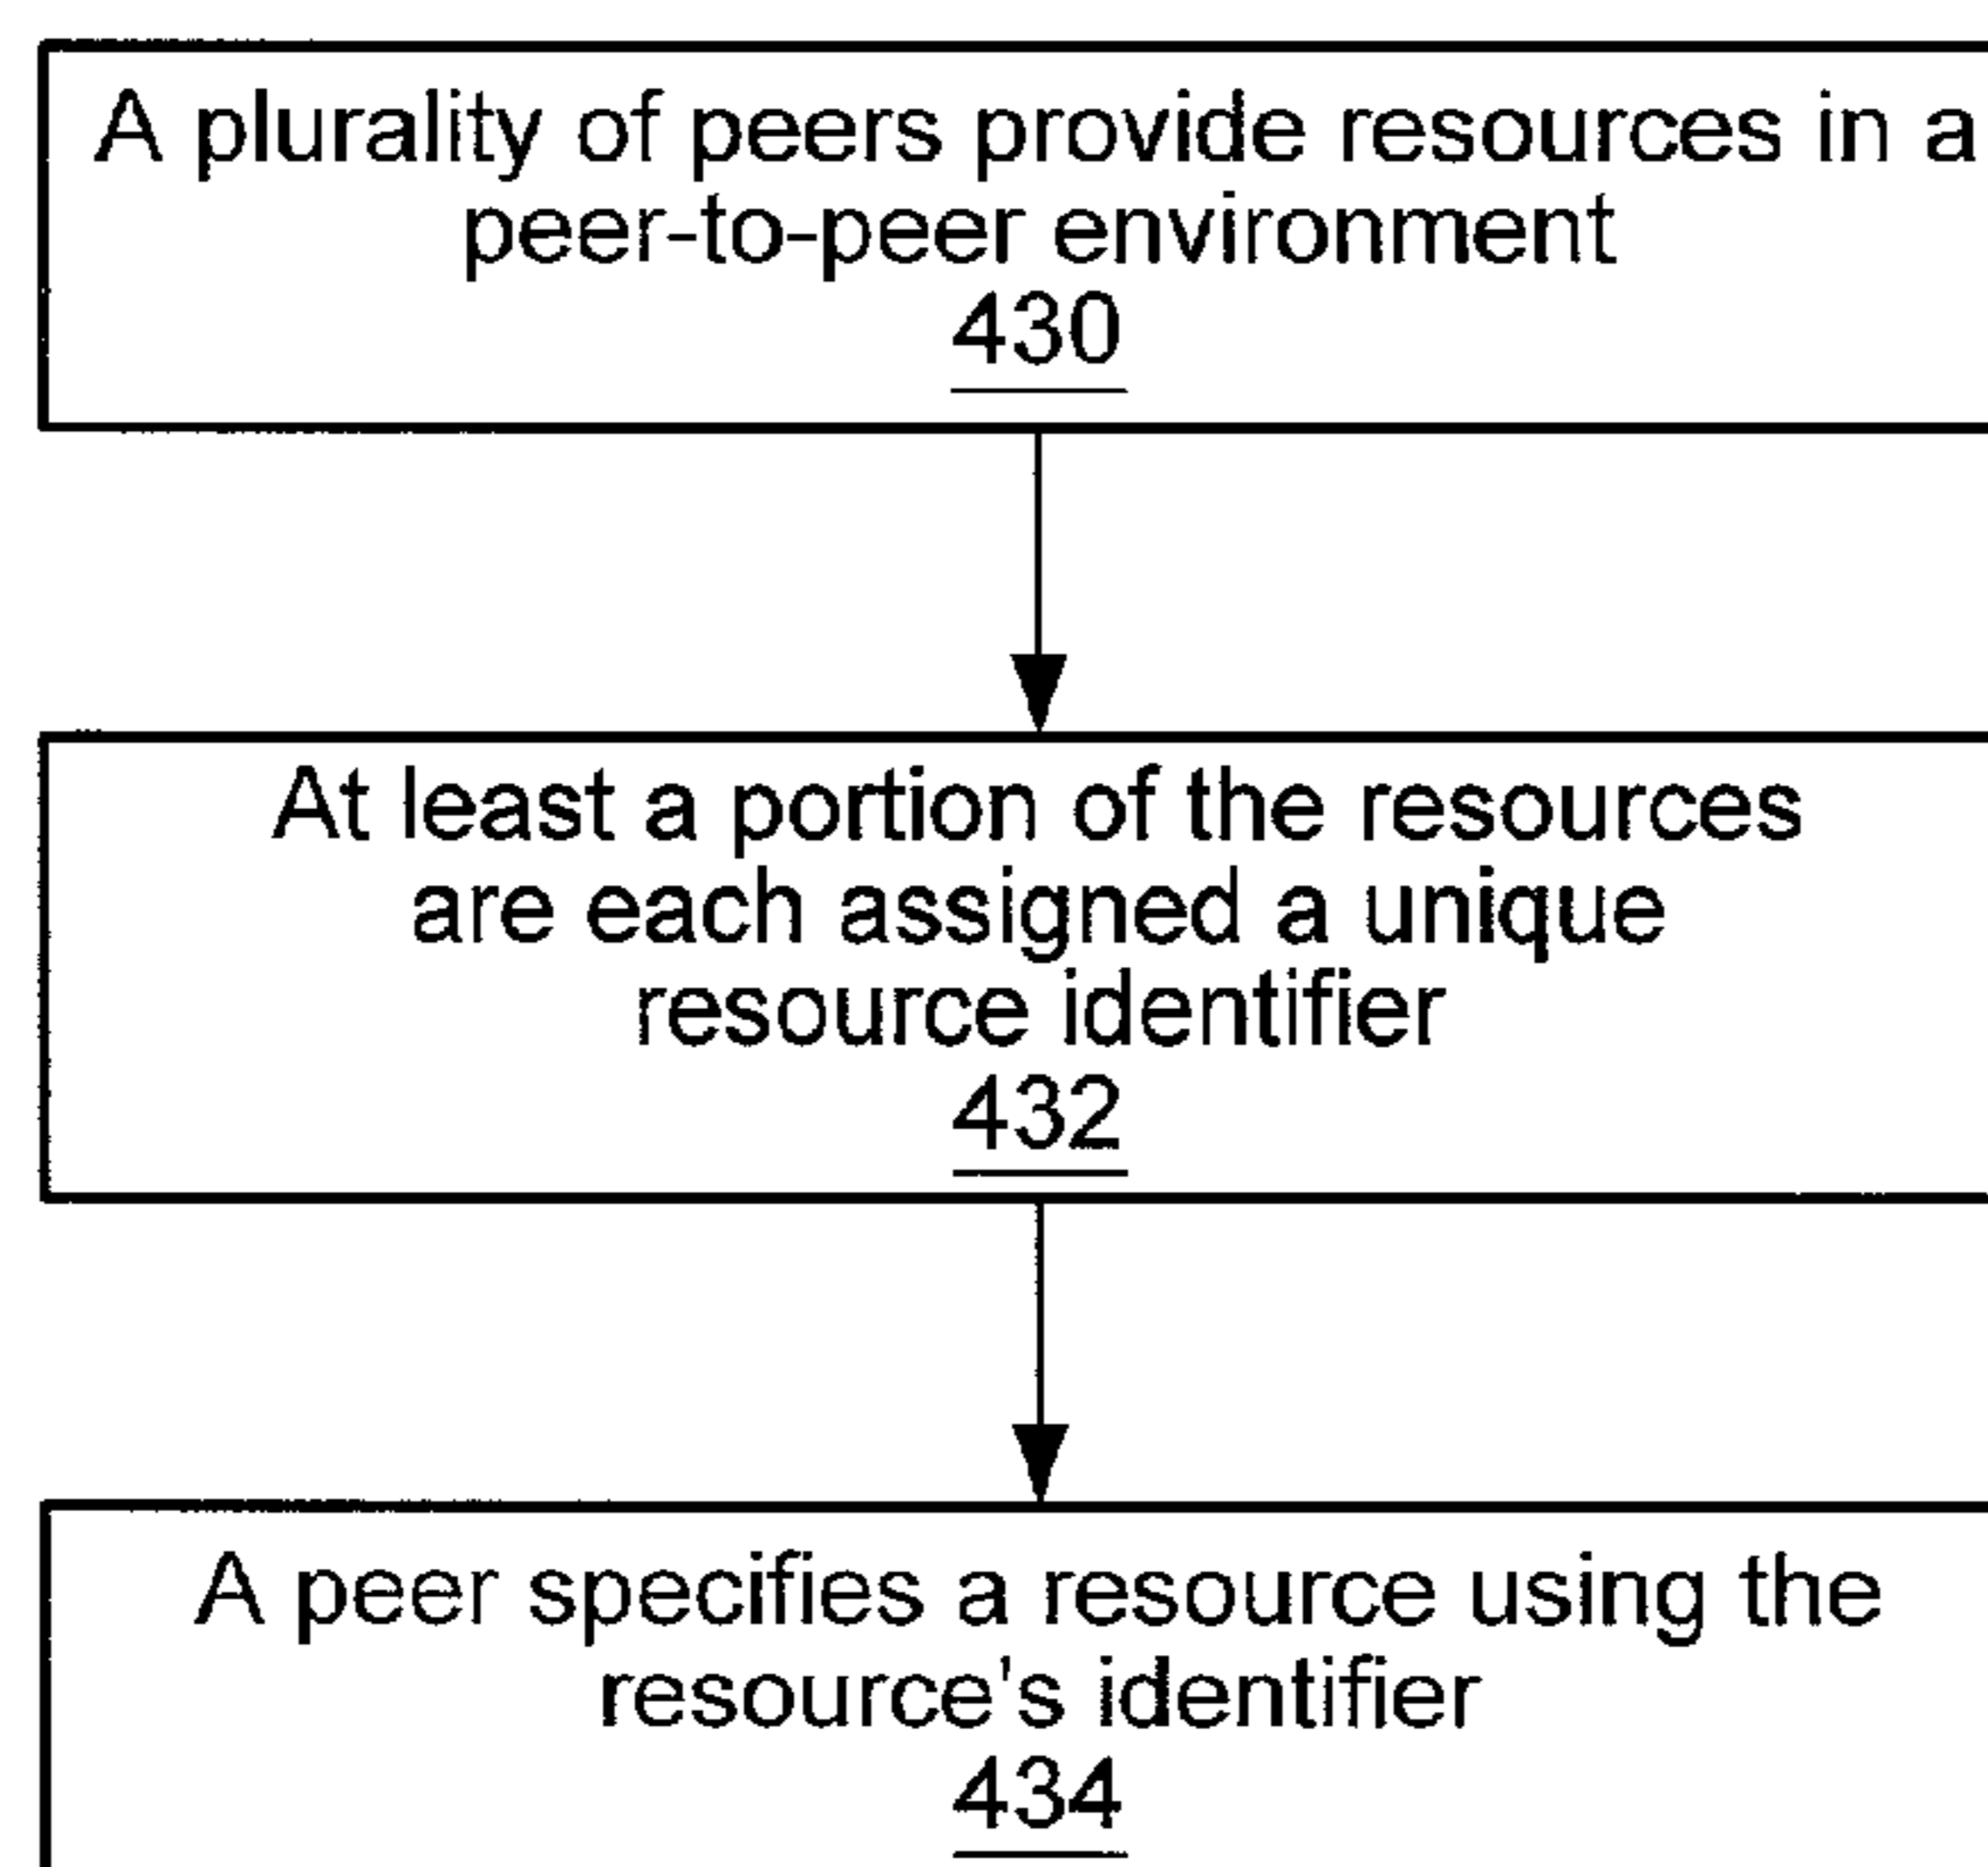 A plurality of peers provide resources in a
peer-to-peer environment
430
At least a portion of the resources
are each assigned a unique
resource identifier
432
A peer specifies a resource using the
resource's identifier
434